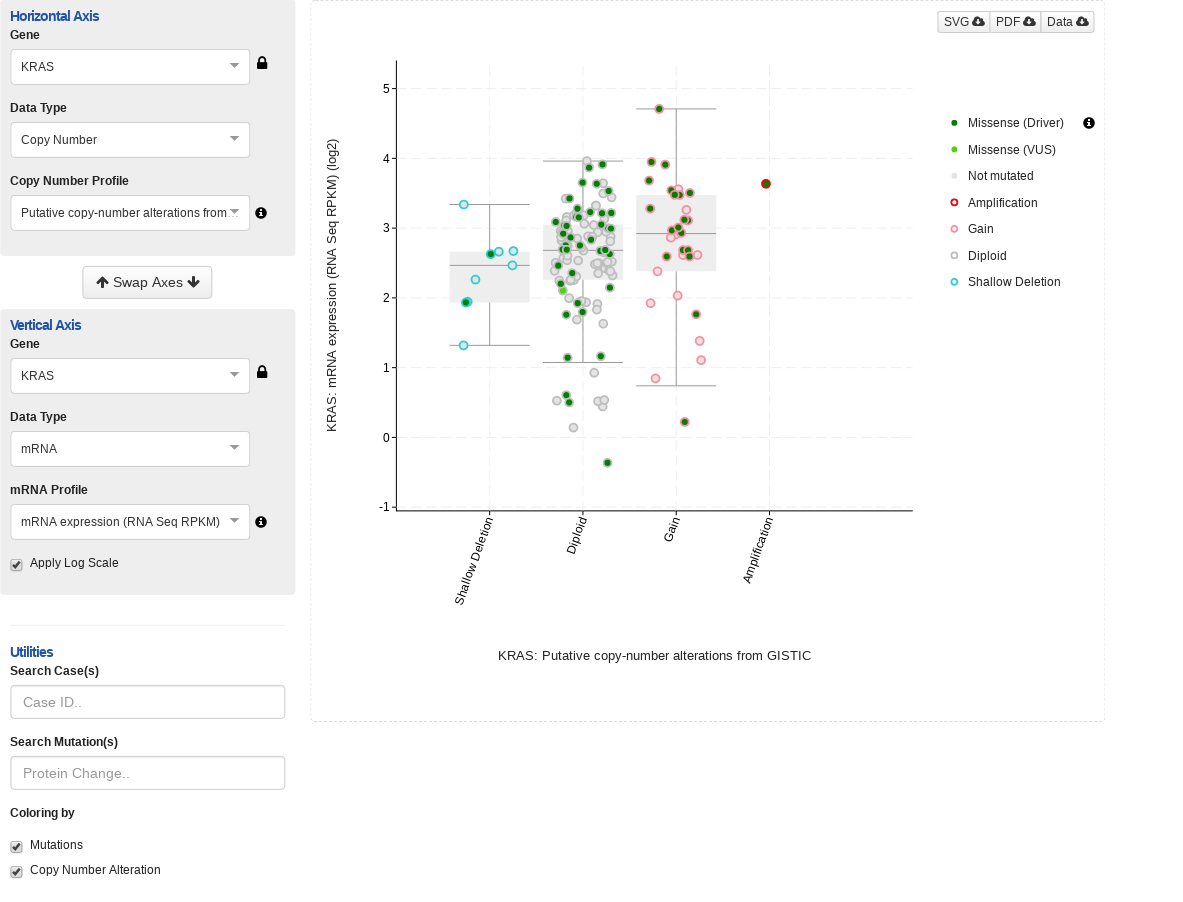 Horizontal Axis
Gene
KRAS
Data Type
Copy Number
Copy Number Profile
Putative copy-number alterations from...
Swap Axes
Vertical Axis
Gene
KRAS
Data Type
mRNA
mRNA Profile
mRNA expression (RNA Seq RPKM)
Apply Log Scale
Utilities
Search Case(s)
Case ID..
Search Mutation(s)
Protein Change..
Coloring by
Mutations
Copy Number Alteration
SVG PDF Data
KRAS: mRNA expression (RNA Seq RPKM) (log2)
5
4
3
2
1
0
-1
Shallow Deletion
Diploid
Gain
Amplification
KRAS: Putative copy-number alterations from GISTIC
Missense (Driver)
Missense (VUS)
Not mutated
Amplification
Gain
Diploid
Shallow Deletion